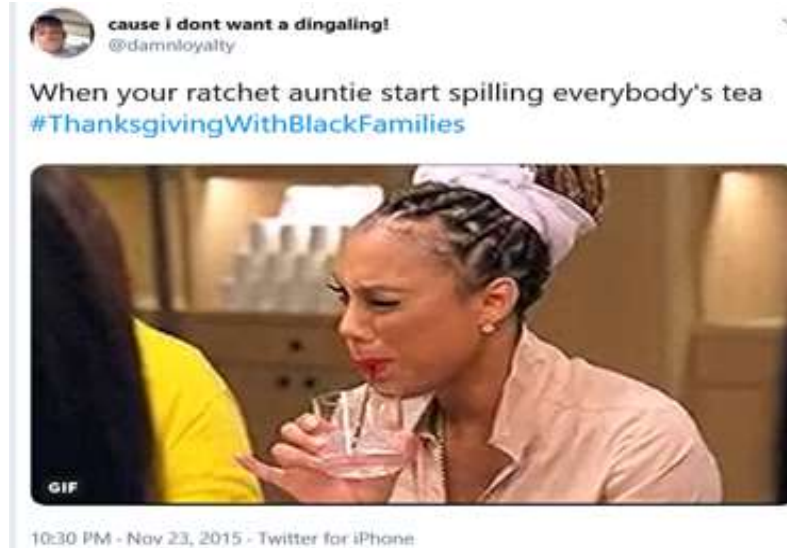 cause i dont want a dingaling!
@damnloyalty
When your ratchet auntie start spilling everybody's tea
#ThanksgivingWithBlackFamilies
GIF
10:30 PM - Nov 23, 2015 - Twitter for iPhone